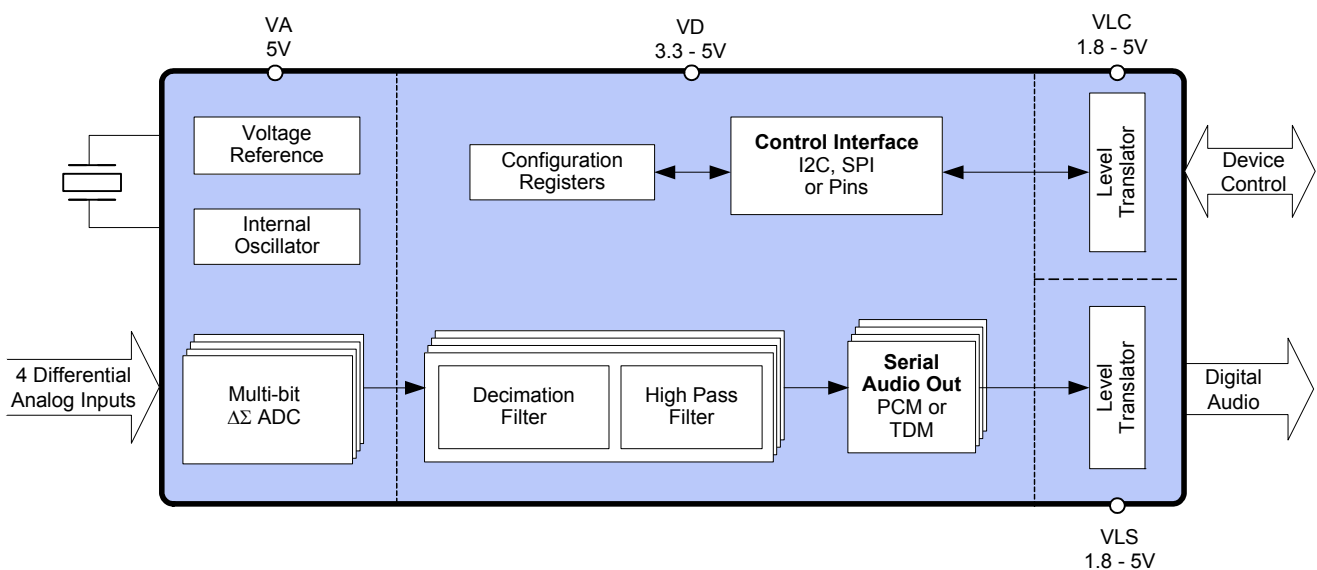 VA
5V
VD
3.3 - 5V
VLC
1.8 - 5V
Voltage
Reference
Internal
Oscillator
Configuration
Registers
Control Interface
I2C, SPI
or Pins
Level
Translator
Device
Control
4 Differential
Analog Inputs
Multi-bit
ΔΣ ADC
Decimation
Filter
High Pass
Filter
Serial
Audio Out
PCM or
TDM
Level
Translator
Digital
Audio
VLS
1.8 - 5V